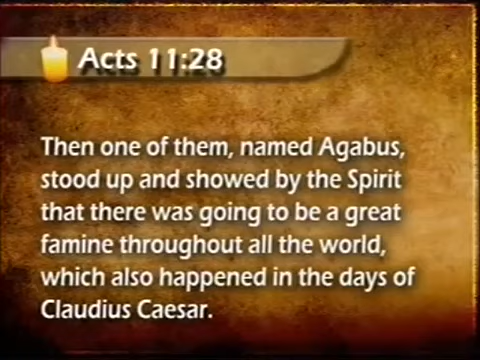 Acts 11:28
Then one of them, named Agabus,
stood up and showed by the Spirit
that there was going to be a great
famine throughout all the world,
which also happened in the days of
Claudius Caesar.